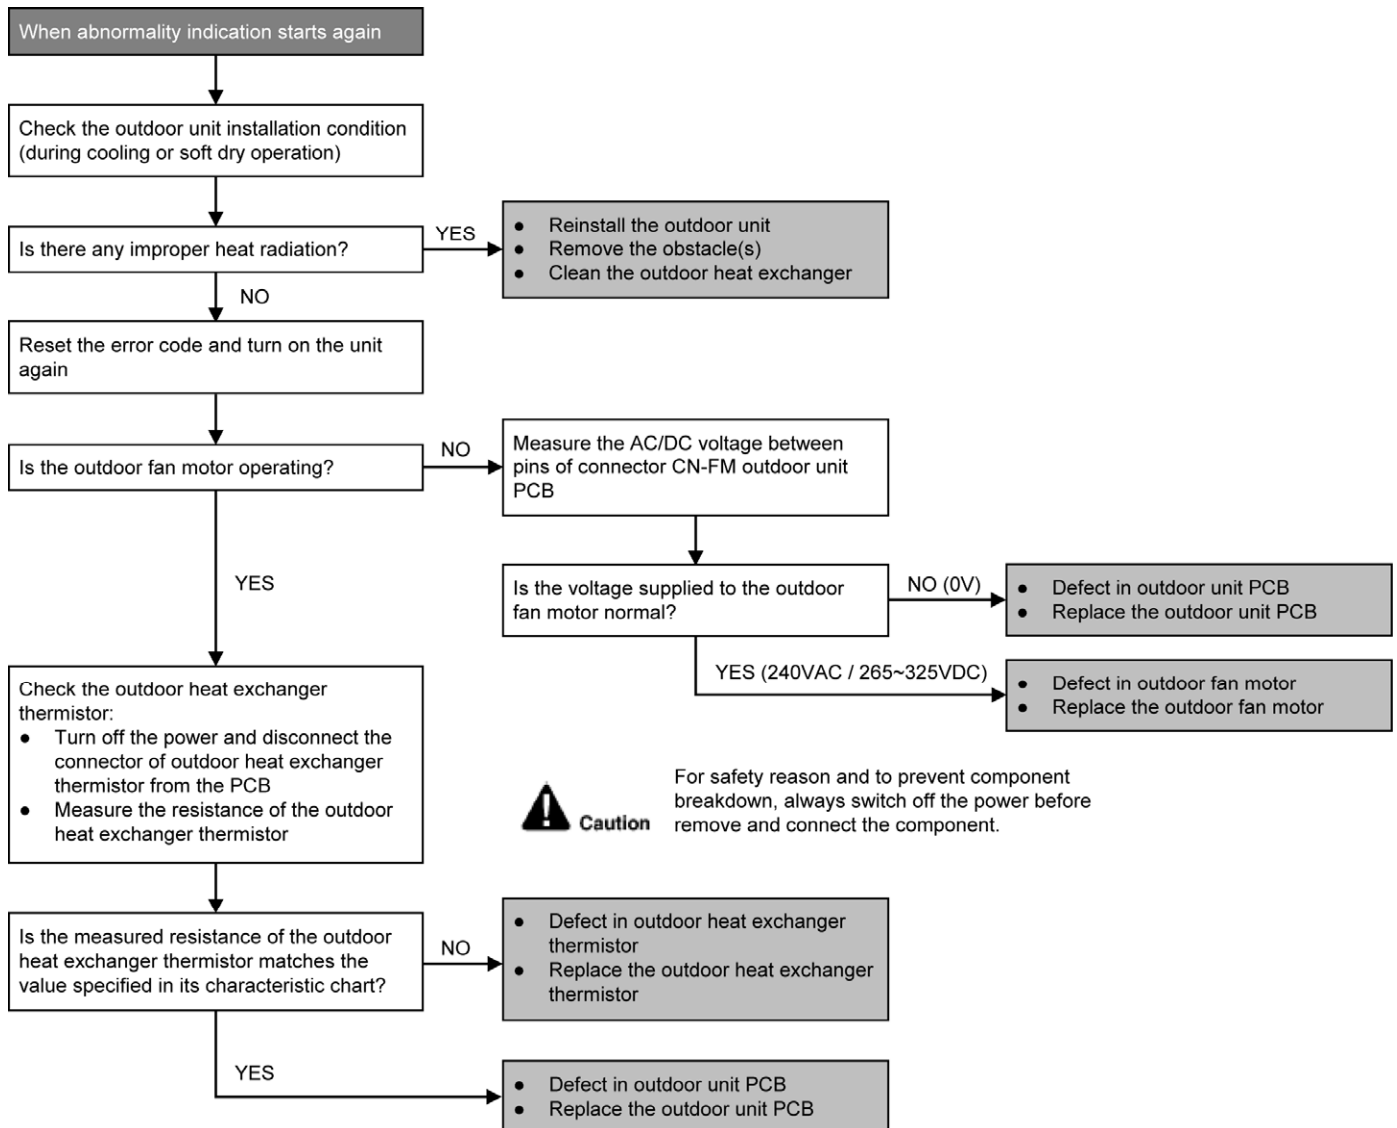 When abnormality indication starts again
Check the outdoor unit installation condition
(during cooling or soft dry operation)
Is there any improper heat radiation?
YES
● Reinstall the outdoor unit
● Remove the obstacle(s)
● Clean the outdoor heat exchanger
NO
Reset the error code and turn on the unit
again
Is the outdoor fan motor operating?
NO
Measure the AC/DC voltage between
pins of connector CN-FM outdoor unit
PCB
Is the voltage supplied to the outdoor
fan motor normal?
NO (0V)
● Defect in outdoor unit PCB
● Replace the outdoor unit PCB
YES (240VAC / 265~325VDC)
● Defect in outdoor fan motor
● Replace the outdoor fan motor
YES
Check the outdoor heat exchanger
thermistor:
● Turn off the power and disconnect the
connector of outdoor heat exchanger
thermistor from the PCB
● Measure the resistance of the outdoor
heat exchanger thermistor
Caution
For safety reason and to prevent component
breakdown, always switch off the power before
remove and connect the component.
Is the measured resistance of the outdoor
heat exchanger thermistor matches the
value specified in its characteristic chart?
NO
● Defect in outdoor heat exchanger
thermistor
● Replace the outdoor heat exchanger
thermistor
YES
● Defect in outdoor unit PCB
● Replace the outdoor unit PCB